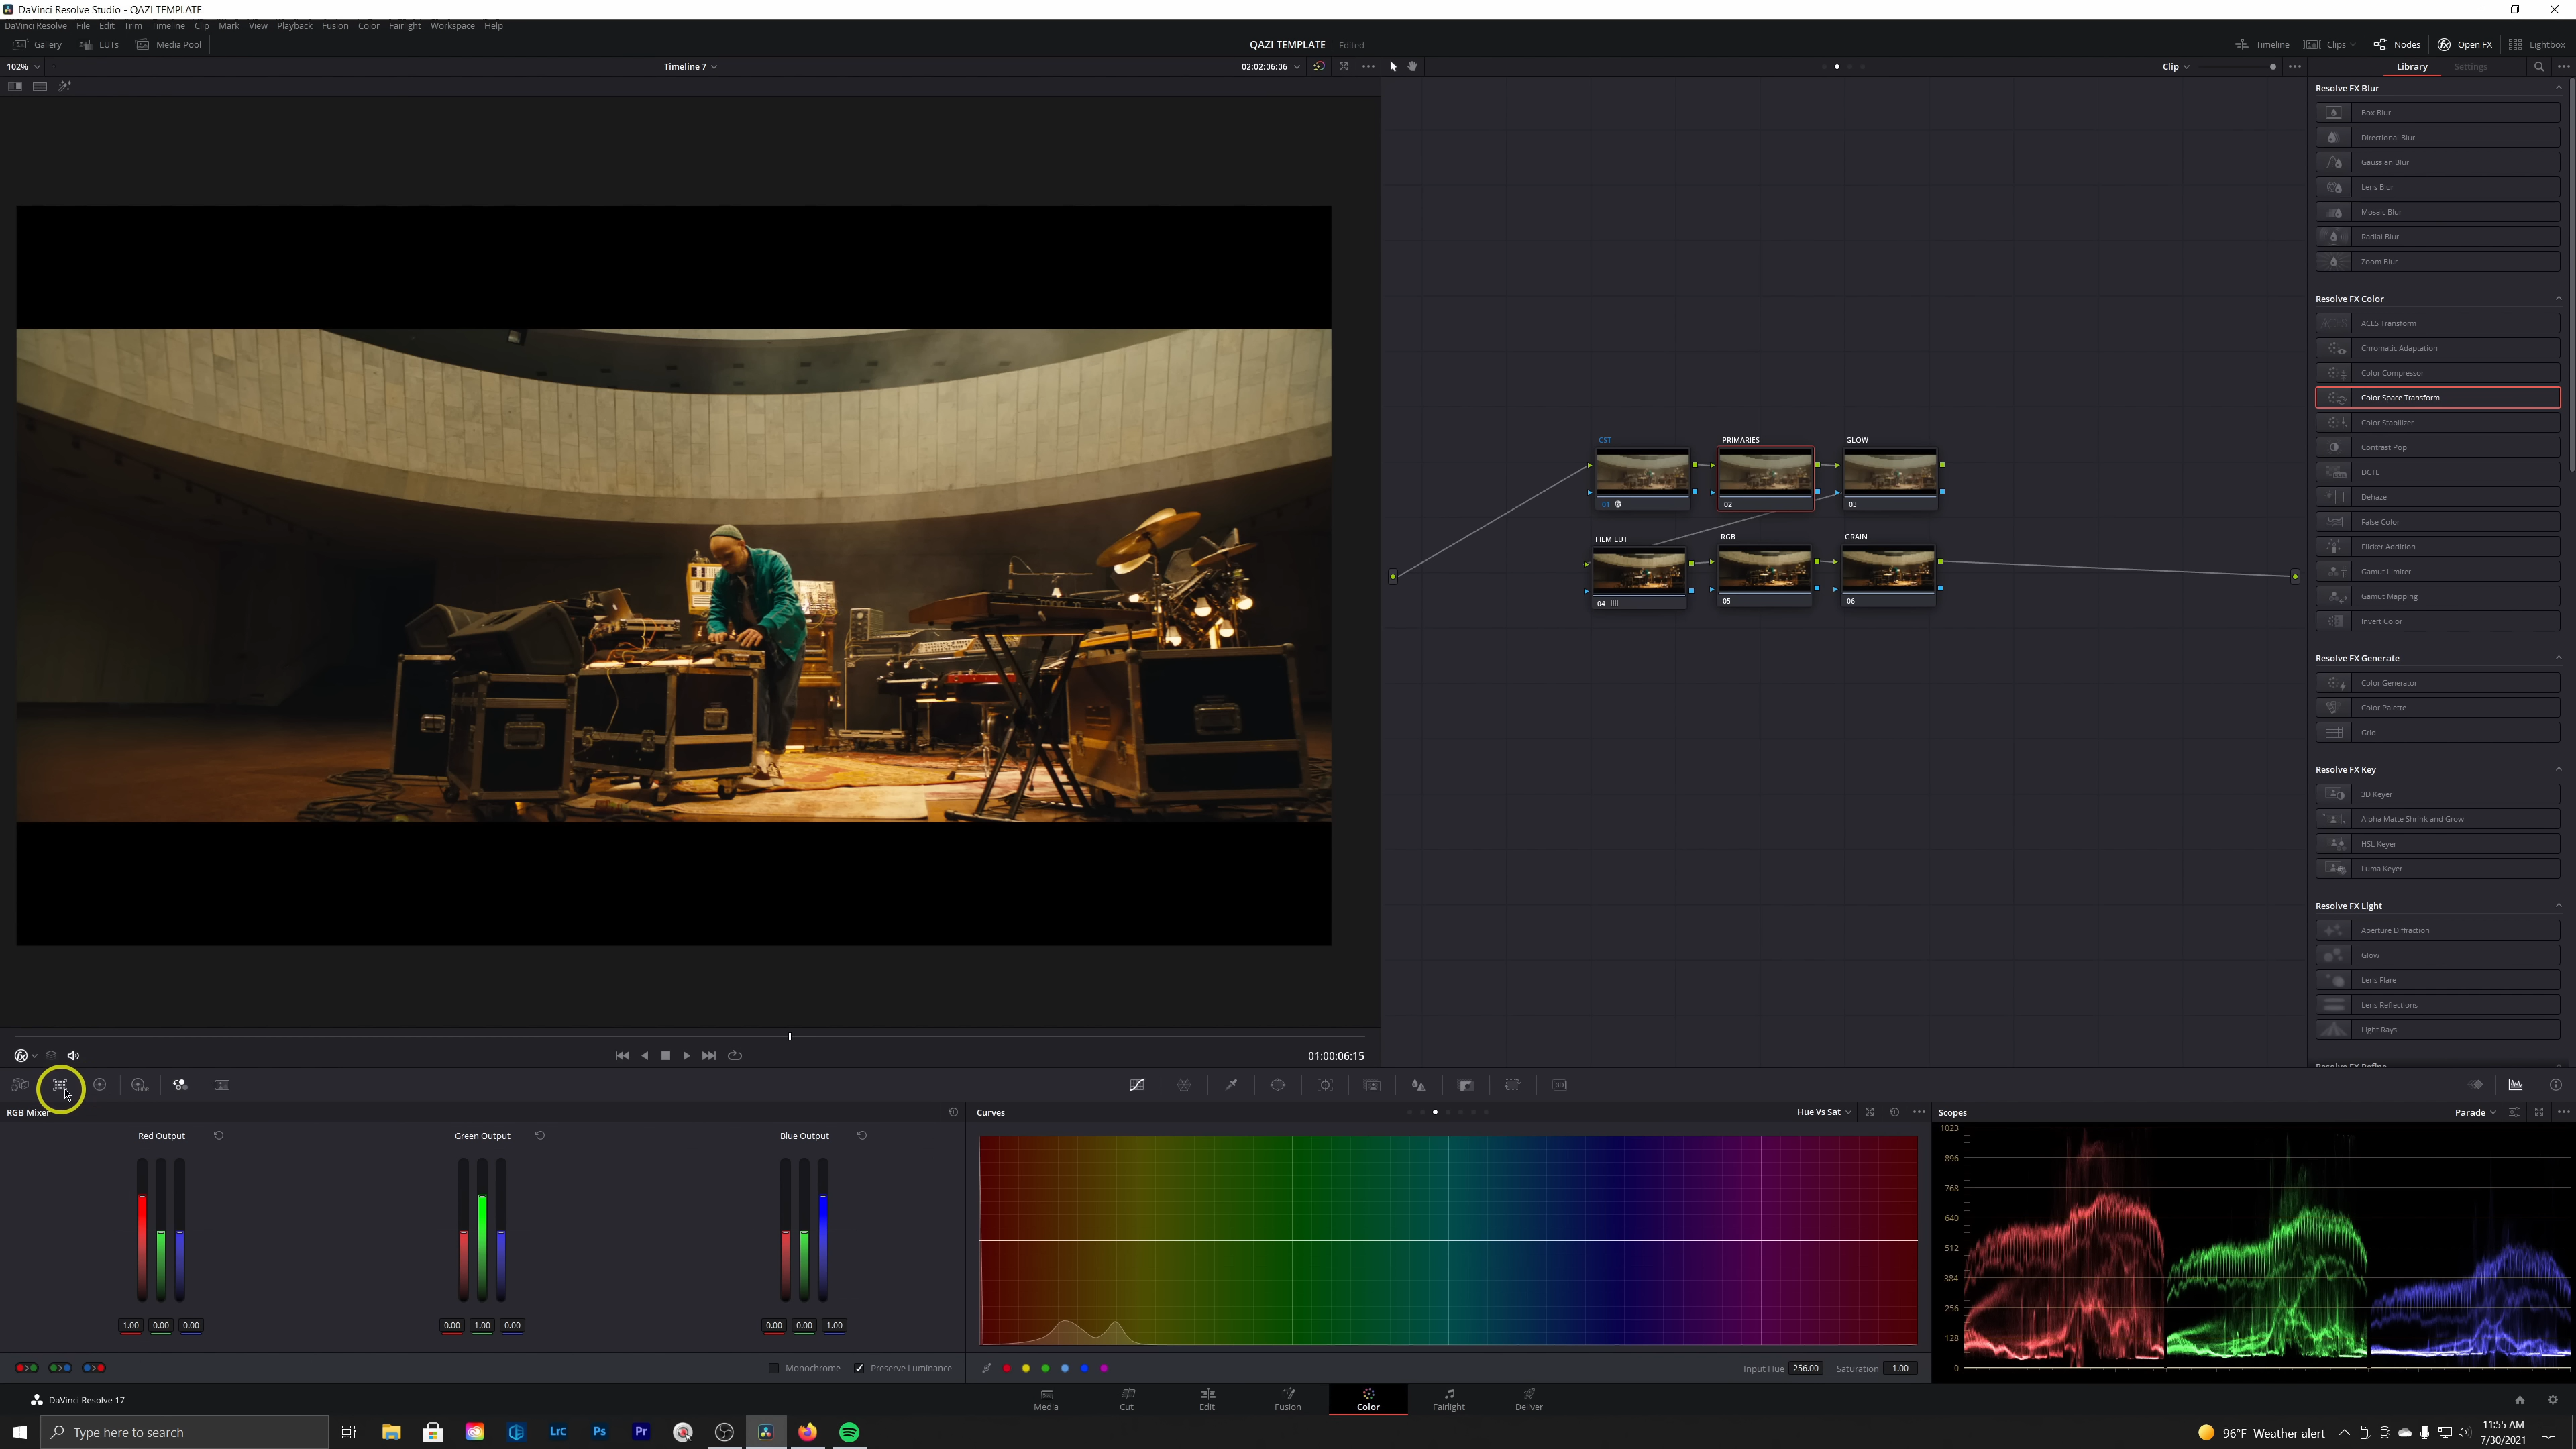 DaVinci Resolve Studio - QAZI TEMPLATE
DaVinci Resolve File Edit Trim Timeline Clip Mark View Playback Fusion Color Fairlight Workspace Help
Gallery LUTs Media Pool QAZI TEMPLATE Edited Timeline Clips Nodes Open FX Lightbox
102% Timeline 7 02:02:06:06 Clip Library Settings
Resolve FX Blur
Box Blur
Directional Blur
Gaussian Blur
Lens Blur
Mosaic Blur
Radial Blur
Zoom Blur
Resolve FX Color
ACES Transform
Chromatic Adaptation
Color Compressor
Color Space Transform
Color Stabilizer
Contrast Pop
DCTL
Dehaze
False Color
Flicker Addition
Gamut Limiter
Gamut Mapping
Invert Color
Resolve FX Generate
Color Generator
Color Palette
Grid
Resolve FX Key
3D Keyer
Alpha Matte Shrink and Grow
HSL Keyer
Luma Keyer
Resolve FX Light
Aperture Diffraction
Glow
Lens Flare
Lens Reflections
Light Rays
Resolve FX Refine
CST PRIMARIES GLOW
01 02 03
FILM LUT RGB GRAIN
04 05 06
01:00:06:15
RGB Mixer Curves Hue Vs Sat Scopes Parade
Red Output Green Output Blue Output
1.00 0.00 0.00 0.00 1.00 0.00 0.00 0.00 1.00
Monochrome Preserve Luminance
Input Hue 256.00 Saturation 1.00
1023
896
768
640
512
384
256
128
0
DaVinci Resolve 17 Media Cut Edit Fusion Color Fairlight Deliver
Type here to search LrC Ps Pr 96°F Weather alert 11:55 AM
7/30/2021